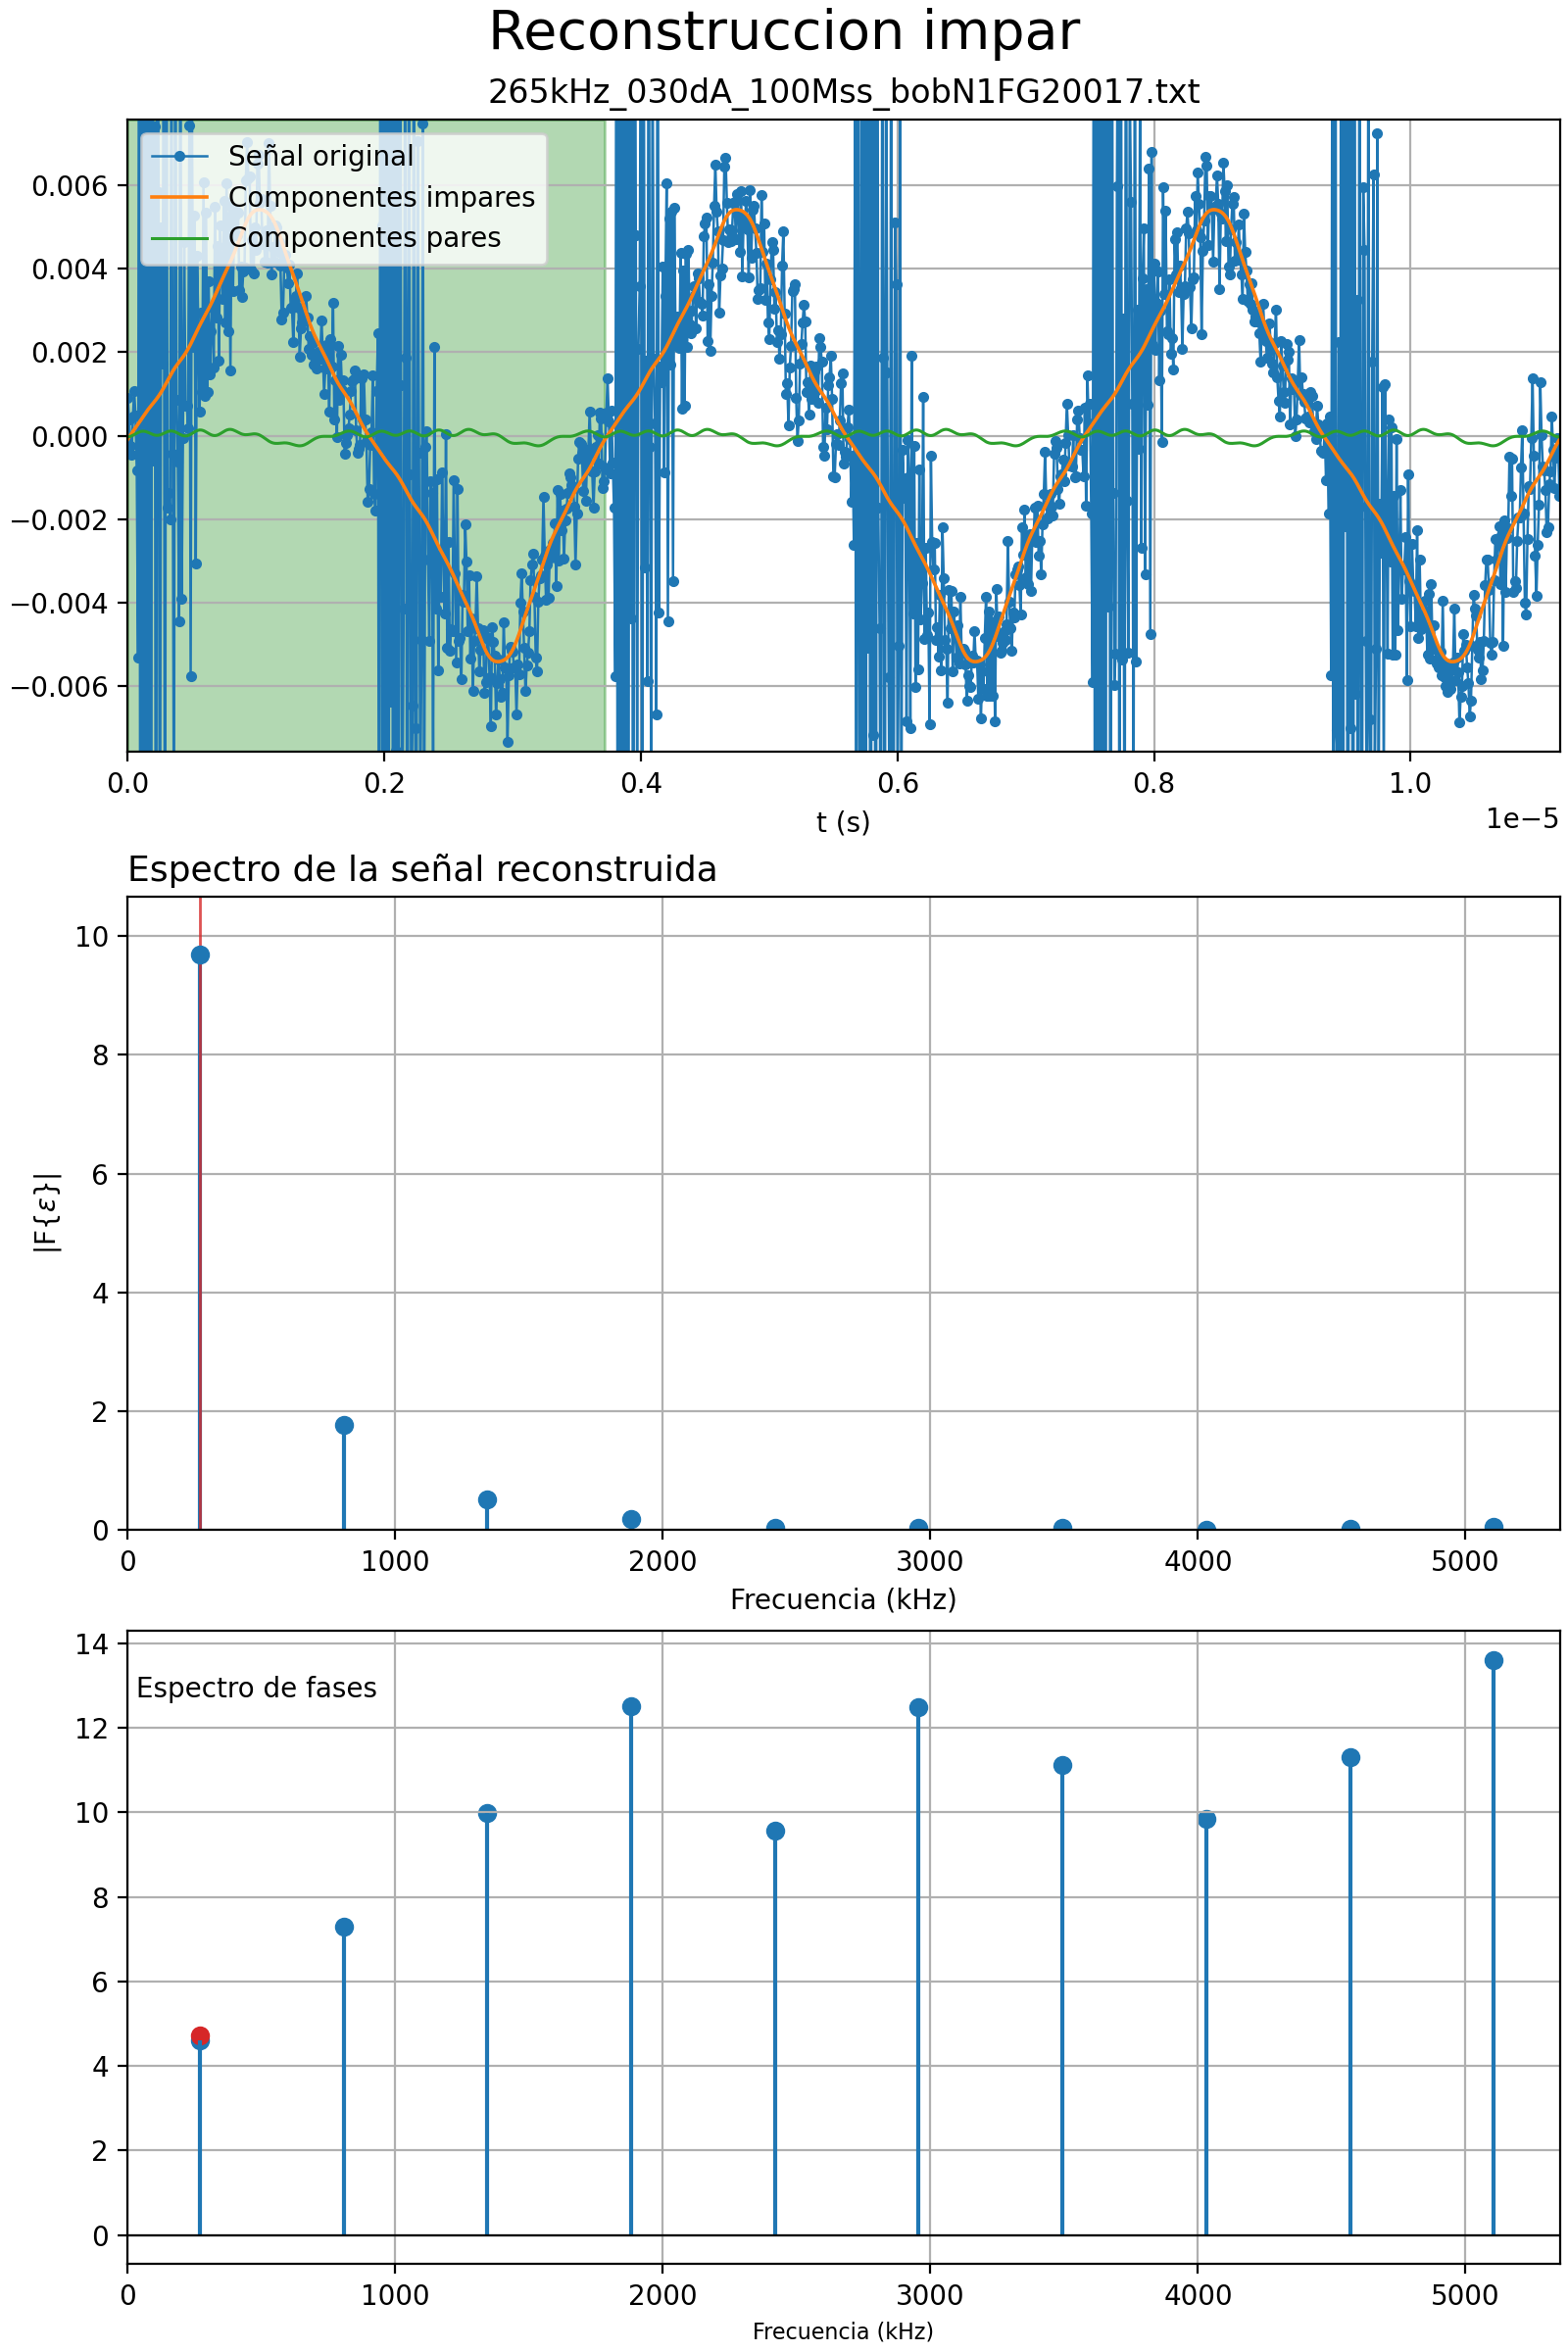 Reconstruccion impar
265kHz_030dA_100Mss_bobN1FG20017.txt
Señal original
Componentes impares
Componentes pares
0.006
0.004
0.002
0.000
−0.002
−0.004
−0.006
0.0 0.2 0.4 0.6 0.8 1.0
t (s)
1e−5
Espectro de la señal reconstruida
10
8
6
4
2
0
|F{ε}|
0 1000 2000 3000 4000 5000
Frecuencia (kHz)
14
12
10
8
6
4
2
0
Espectro de fases
0 1000 2000 3000 4000 5000
Frecuencia (kHz)